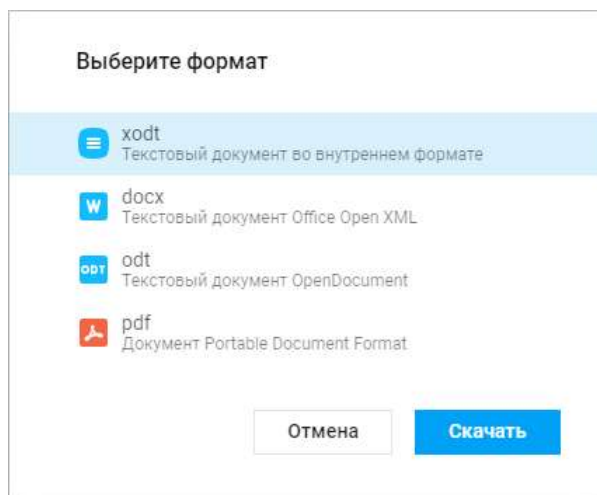 Выберите формат
xodt
Текстовый документ во внутреннем формате
W
docx
Текстовый документ Office Open XML
ODT
odt
Текстовый документ OpenDocument
pdf
Документ Portable Document Format
Отмена
Скачать